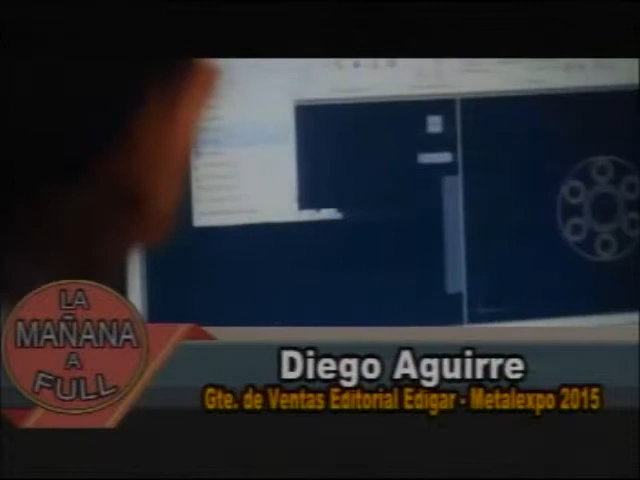 LA
MAÑANA
A
FULL
Diego Aguirre
Gte. de Ventas Editorial Edigar - Metalexpo 2015